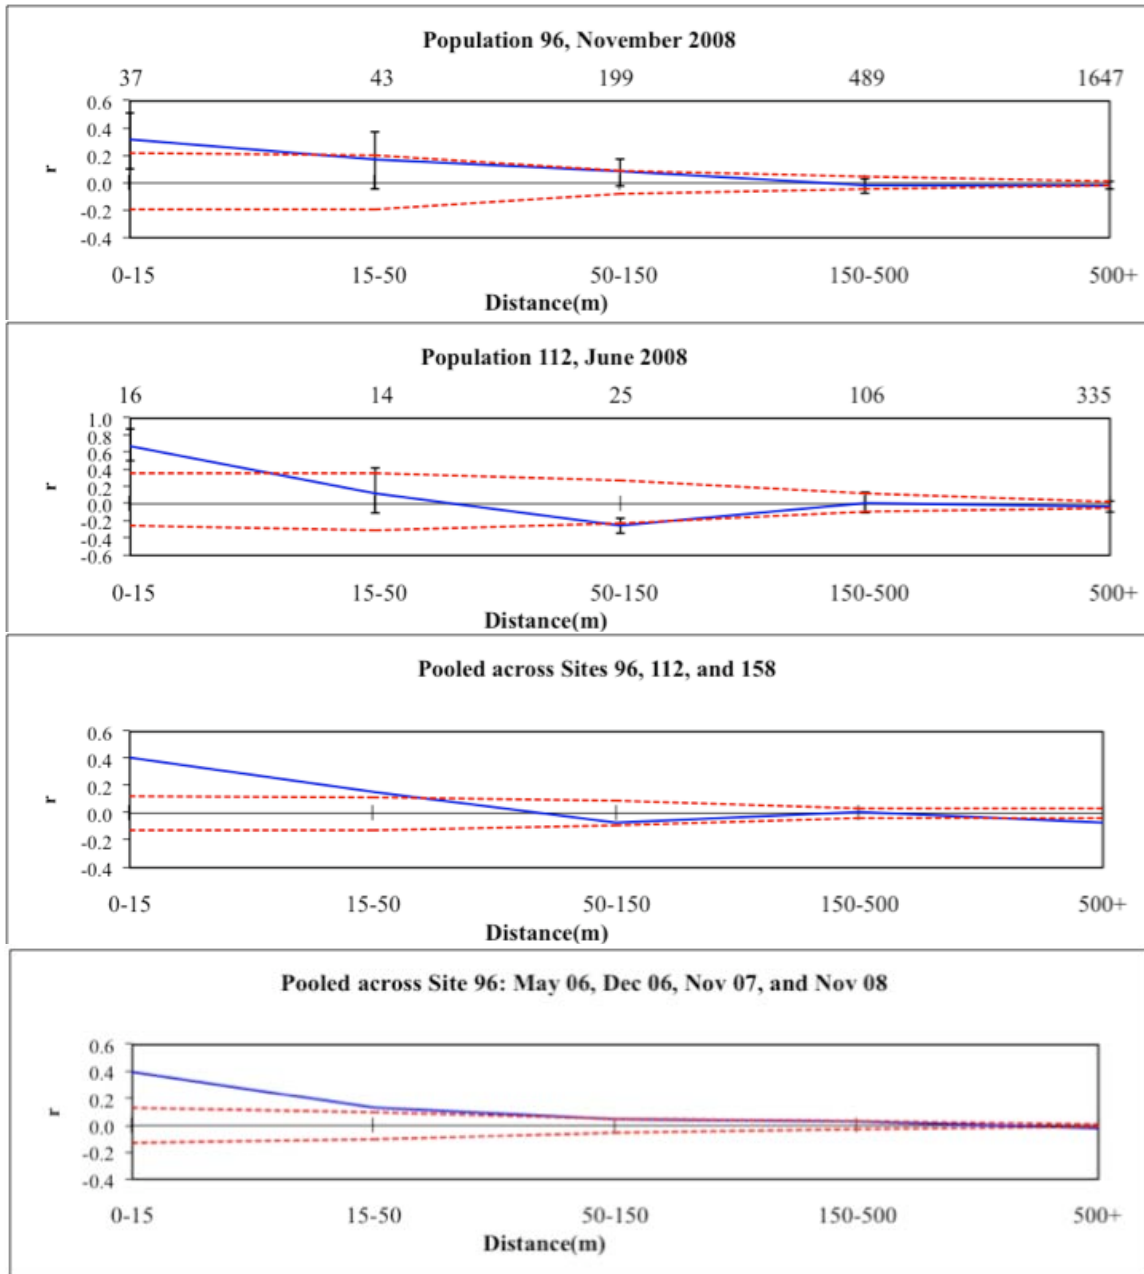 Population 96, November 2008
37 43 199 489 1647
0.6
0.4
0.2
0.0
-0.2
-0.4
r
0-15 15-50 50-150 150-500 500+
Distance(m)
Population 112, June 2008
16 14 25 106 335
1.0
0.8
0.6
0.4
0.2
0.0
-0.2
-0.4
-0.6
r
0-15 15-50 50-150 150-500 500+
Distance(m)
Pooled across Sites 96, 112, and 158
0.6
0.4
0.2
0.0
-0.2
-0.4
r
0-15 15-50 50-150 150-500 500+
Distance(m)
Pooled across Site 96: May 06, Dec 06, Nov 07, and Nov 08
0.6
0.4
0.2
0.0
-0.2
-0.4
r
0-15 15-50 50-150 150-500 500+
Distance(m)